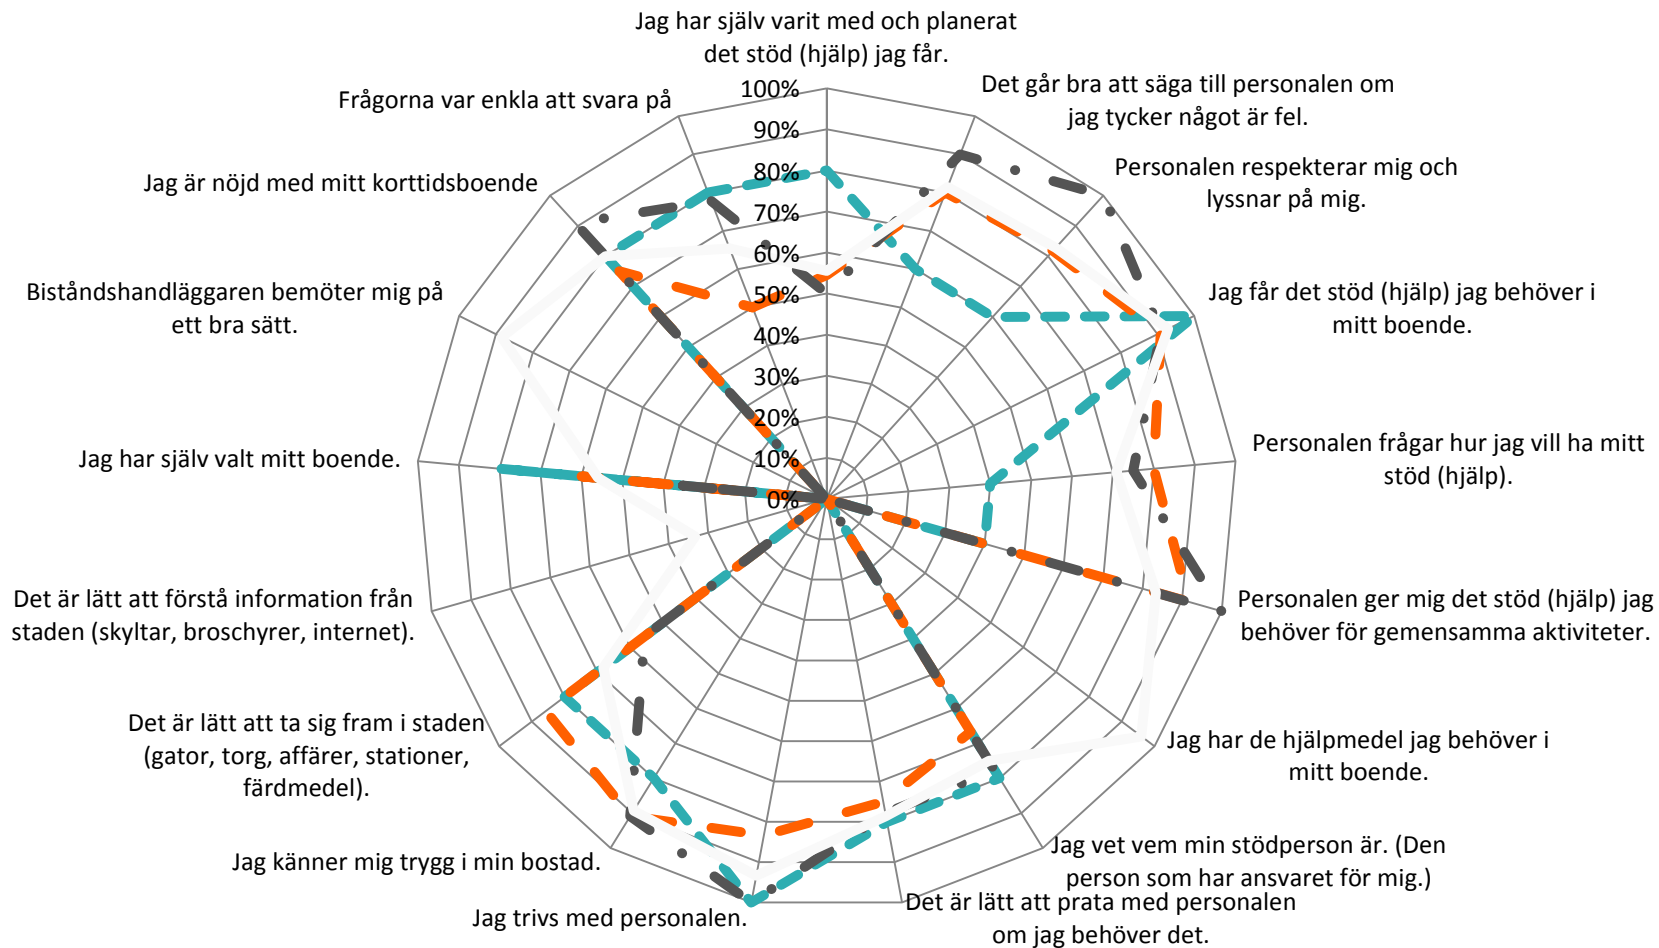 Jag har själv varit med och planerat
det stöd (hjälp) jag får.
Det går bra att säga till personalen om
jag tycker något är fel.
Personalen respekterar mig och
lyssnar på mig.
Jag får det stöd (hjälp) jag behöver i
mitt boende.
Personalen frågar hur jag vill ha mitt
stöd (hjälp).
Personalen ger mig det stöd (hjälp) jag
behöver för gemensamma aktiviteter.
Jag har de hjälpmedel jag behöver i
mitt boende.
Jag vet vem min stödperson är. (Den
person som har ansvaret för mig.)
Det är lätt att prata med personalen
om jag behöver det.
Jag trivs med personalen.
Jag känner mig trygg i min bostad.
Det är lätt att ta sig fram i staden
(gator, torg, affärer, stationer,
färdmedel).
Det är lätt att förstå information från
staden (skyltar, broschyrer, internet).
Jag har själv valt mitt boende.
Biståndshandläggaren bemöter mig på
ett bra sätt.
Jag är nöjd med mitt korttidsboende
Frågorna var enkla att svara på
100%
90%
80%
70%
60%
50%
40%
30%
20%
10%
0%